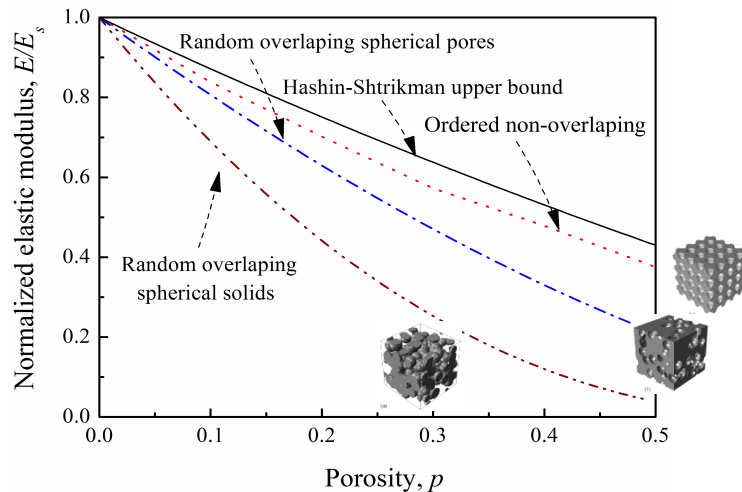 Normalized elastic modulus, E/Es
1.0
0.8
0.6
0.4
0.2
0.0
Random overlaping spherical pores
Hashin-Shtrikman upper bound
Ordered non-overlaping
Random overlaping
spherical solids
0.0 0.1 0.2 0.3 0.4 0.5
Porosity, p